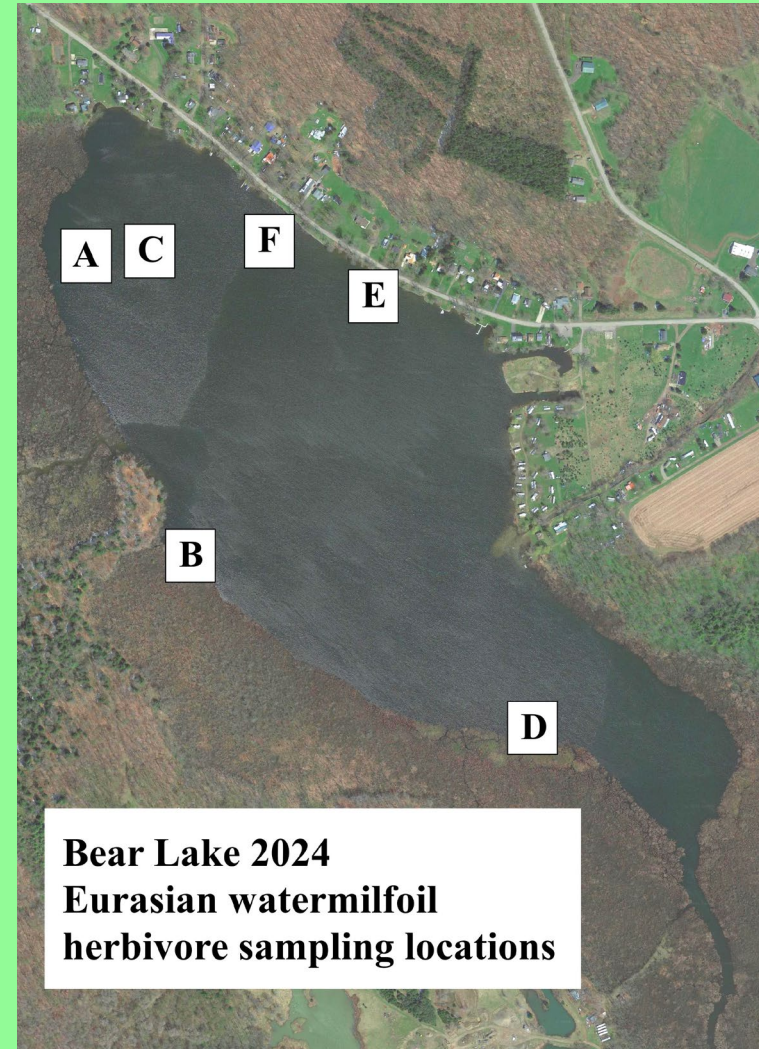 A
C
F
E
B
D
Bear Lake 2024
Eurasian watermilfoil
herbivore sampling locations